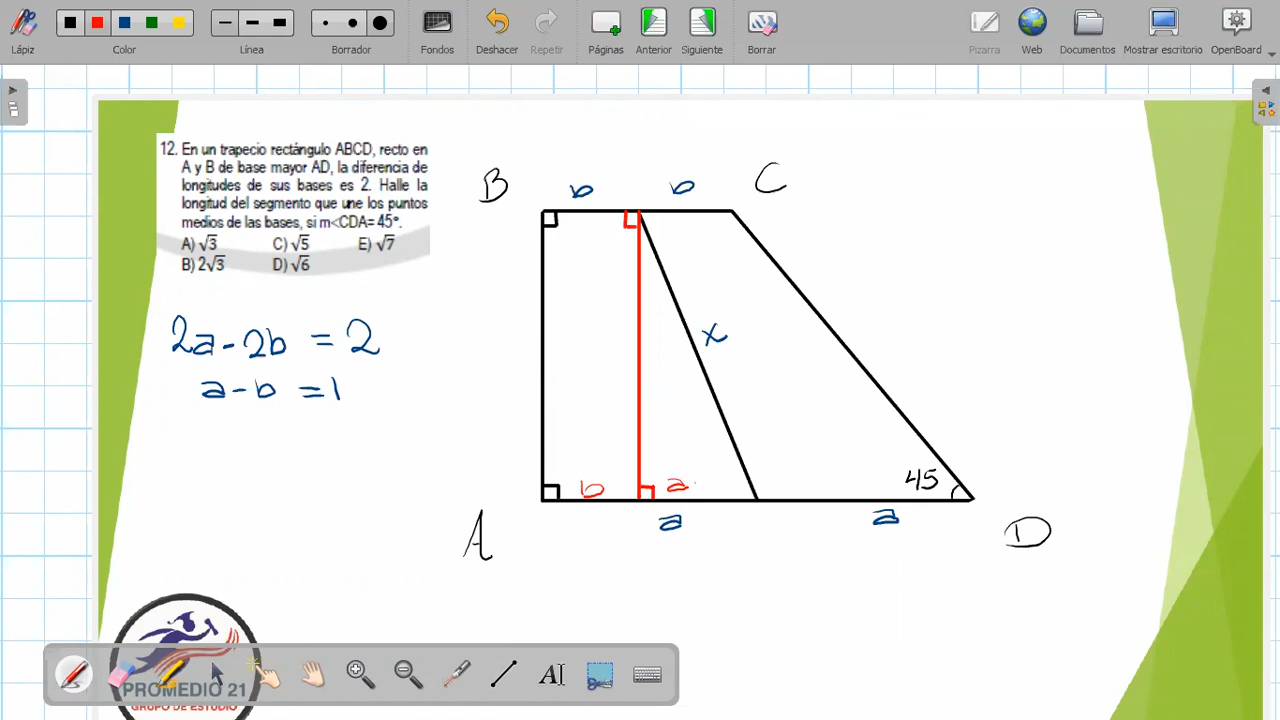 Lápiz Color Línea Borrador Fondos Deshacer Repetir Páginas Anterior Siguiente Borrar Pizarra Web Documentos Mostrar escritorio OpenBoard
12. En un trapecio rectángulo ABCD, recto en
A y B de base mayor AD, la diferencia de
longitudes de sus bases es 2. Halle la
longitud del segmento que une los puntos
medios de las bases, si m<CDA= 45°.
A) √3 C) √5 E) √7
B) 2√3 D) √6
2a - 2b = 2
a - b = 1
B b b C
x
45
b a
a a
A D
PROMEDIO 21
GRUPO DE ESTUDIO
AI